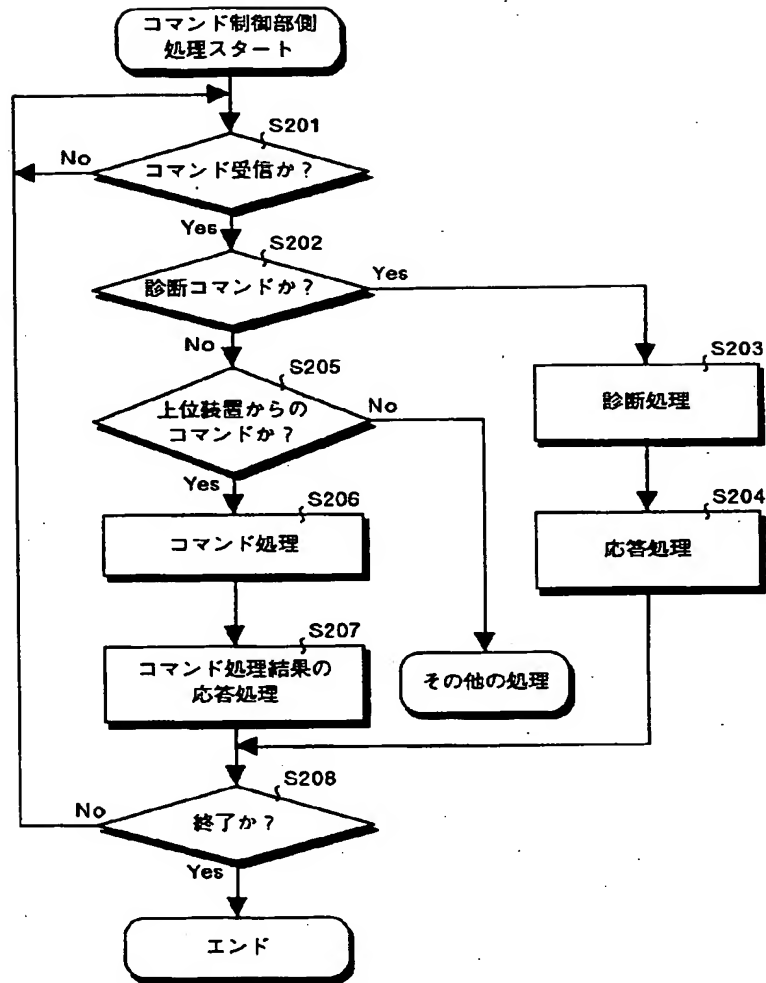 コマンド制御部側
処理スタート
S201
No
コマンド受信か？
Yes
S202
診断コマンドか？
Yes
No
S203
診断処理
S205
上位装置からの
コマンドか？
No
Yes
S204
応答処理
S206
コマンド処理
S207
コマンド処理結果の
応答処理
その他の処理
S208
No
終了か？
Yes
エンド